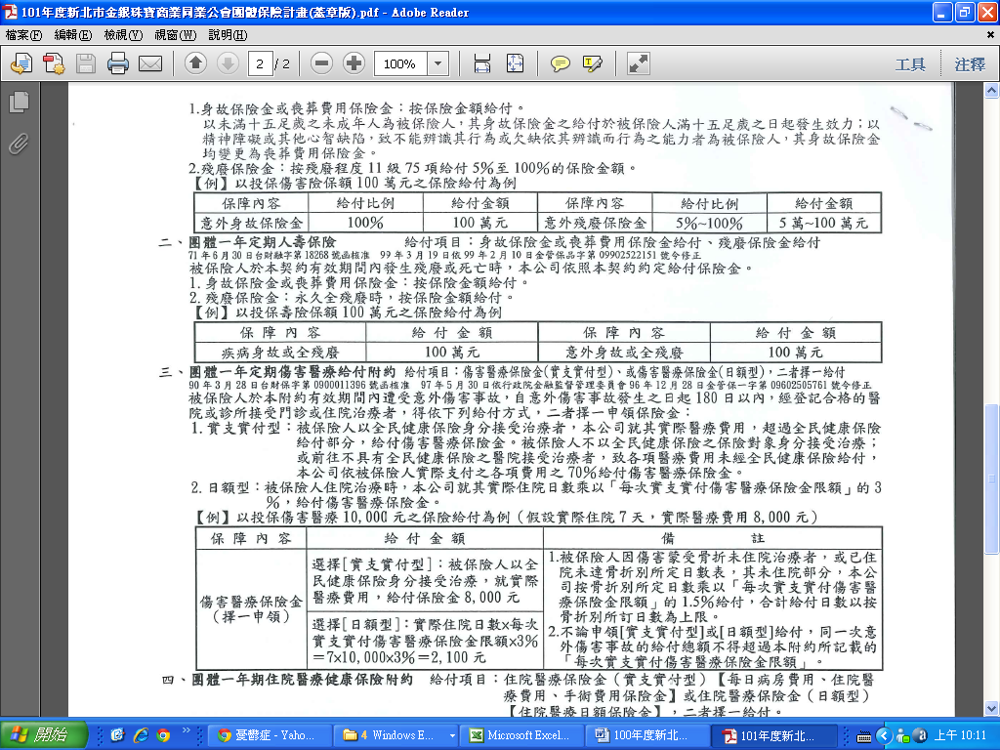 101年度新北市金銀珠寶商業同業公會團體保險計畫(蓋章版).pdf - Adobe Reader
檔案(F) 編輯(E) 檢視(V) 視窗(W) 說明(H)
2 / 2 100% 工具 註釋
1.身故保險金或喪葬費用保險金：按保險金額給付。
以未滿十五足歲之未成年人為被保險人，其身故保險金之給付於被保險人滿十五足歲之日起發生效力；以
精神障礙或其他心智缺陷，致不能辨識其行為或欠缺依其辨識而行為之能力者為被保險人，其身故保險金
均變更為喪葬費用保險金。
2.殘廢保險金：按殘廢程度 11 級 75 項給付 5%至 100%的保險金額。
【例】以投保傷害險保額 100 萬元之保險給付為例
保障內容 給付比例 給付金額 保障內容 給付比例 給付金額
意外身故保險金 100% 100 萬元 意外殘廢保險金 5%~100% 5 萬~100 萬元
二、團體一年定期人壽保險 給付項目：身故保險金或喪葬費用保險金給付、殘廢保險金給付
71 年 6 月 30 日台財融字第 18268 號函核准 99 年 3 月 19 日依 99 年 2 月 10 日金管保品字第 09902522151 號令修正
被保險人於本契約有效期間內發生殘廢或死亡時，本公司依照本契約約定給付保險金。
1. 身故保險金或喪葬費用保險金：按保險金額給付。
2. 殘廢保險金：永久全殘廢時，按保險金額給付。
【例】以投保壽險保額 100 萬元之保險給付為例
保 障 內 容 給 付 金 額 保 障 內 容 給 付 金 額
疾病身故或全殘廢 100 萬元 意外身故或全殘廢 100 萬元
三、團體一年定期傷害醫療給付附約 給付項目：傷害醫療保險金(實支實付型)、或傷害醫療保險金(日額型)，二者擇一給付
90 年 3 月 28 日台財保字第 0900011396 號函核准 97 年 5 月 30 日依行政院金融監督管理委員會 96 年 12 月 28 日金管保一字第 09602505761 號令修正
被保險人於本附約有效期間內遭受意外傷害事故，自意外傷害事故發生之日起 180 日以內，經登記合格的醫
院或診所接受門診或住院治療者，得依下列給付方式，二者擇一申領保險金：
1. 實支實付型：被保險人以全民健康保險身分接受治療者，本公司就其實際醫療費用，超過全民健康保險
給付部分，給付傷害醫療保險金。被保險人不以全民健康保險之保險對象身分接受治療；
或前往不具有全民健康保險之醫院接受治療者，致各項醫療費用未經全民健康保險給付，
本公司依被保險人實際支付之各項費用之 70%給付傷害醫療保險金。
2. 日額型：被保險人住院治療時，本公司就其實際住院日數乘以「每次實支實付傷害醫療保險金限額」的 3
%，給付傷害醫療保險金。
【例】以投保傷害醫療 10,000 元之保險給付為例（假設實際住院 7 天，實際醫療費用 8,000 元）
保 障 內 容 給 付 金 額 備 註
傷害醫療保險金
（擇一申領）
選擇[實支實付型]：被保險人以全
民健康保險身分接受治療，就實際
醫療費用，給付保險金 8,000 元
選擇[日額型]：實際住院日數×每次
實支實付傷害醫療保險金限額×3%
＝7×10,000×3%＝2,100 元
1.被保險人因傷害蒙受骨折未住院治療者，或已住
院未達骨折別所定日數表，其未住院部分，本公
司按骨折別所定日數乘以「每次實支實付傷害醫
療保險金限額」的 1.5%給付，合計給付日數以按
骨折別所訂日數為上限。
2.不論申領[實支實付型]或[日額型]給付，同一次意
外傷害事故的給付總額不得超過本附約所記載的
「每次實支實付傷害醫療保險金限額」。
四、團體一年期住院醫療健康保險附約 給付項目：住院醫療保險金（實支實付型）【每日病房費用、住院醫
療費用、手術費用保險金】或住院醫療保險金（日額型）
【住院醫療日額保險金】，二者擇一給付。
開始 憂鬱症 - Yaho... 4 Windows E... Microsoft Excel... 100年度新北... 101年度新北... 上午 10:11